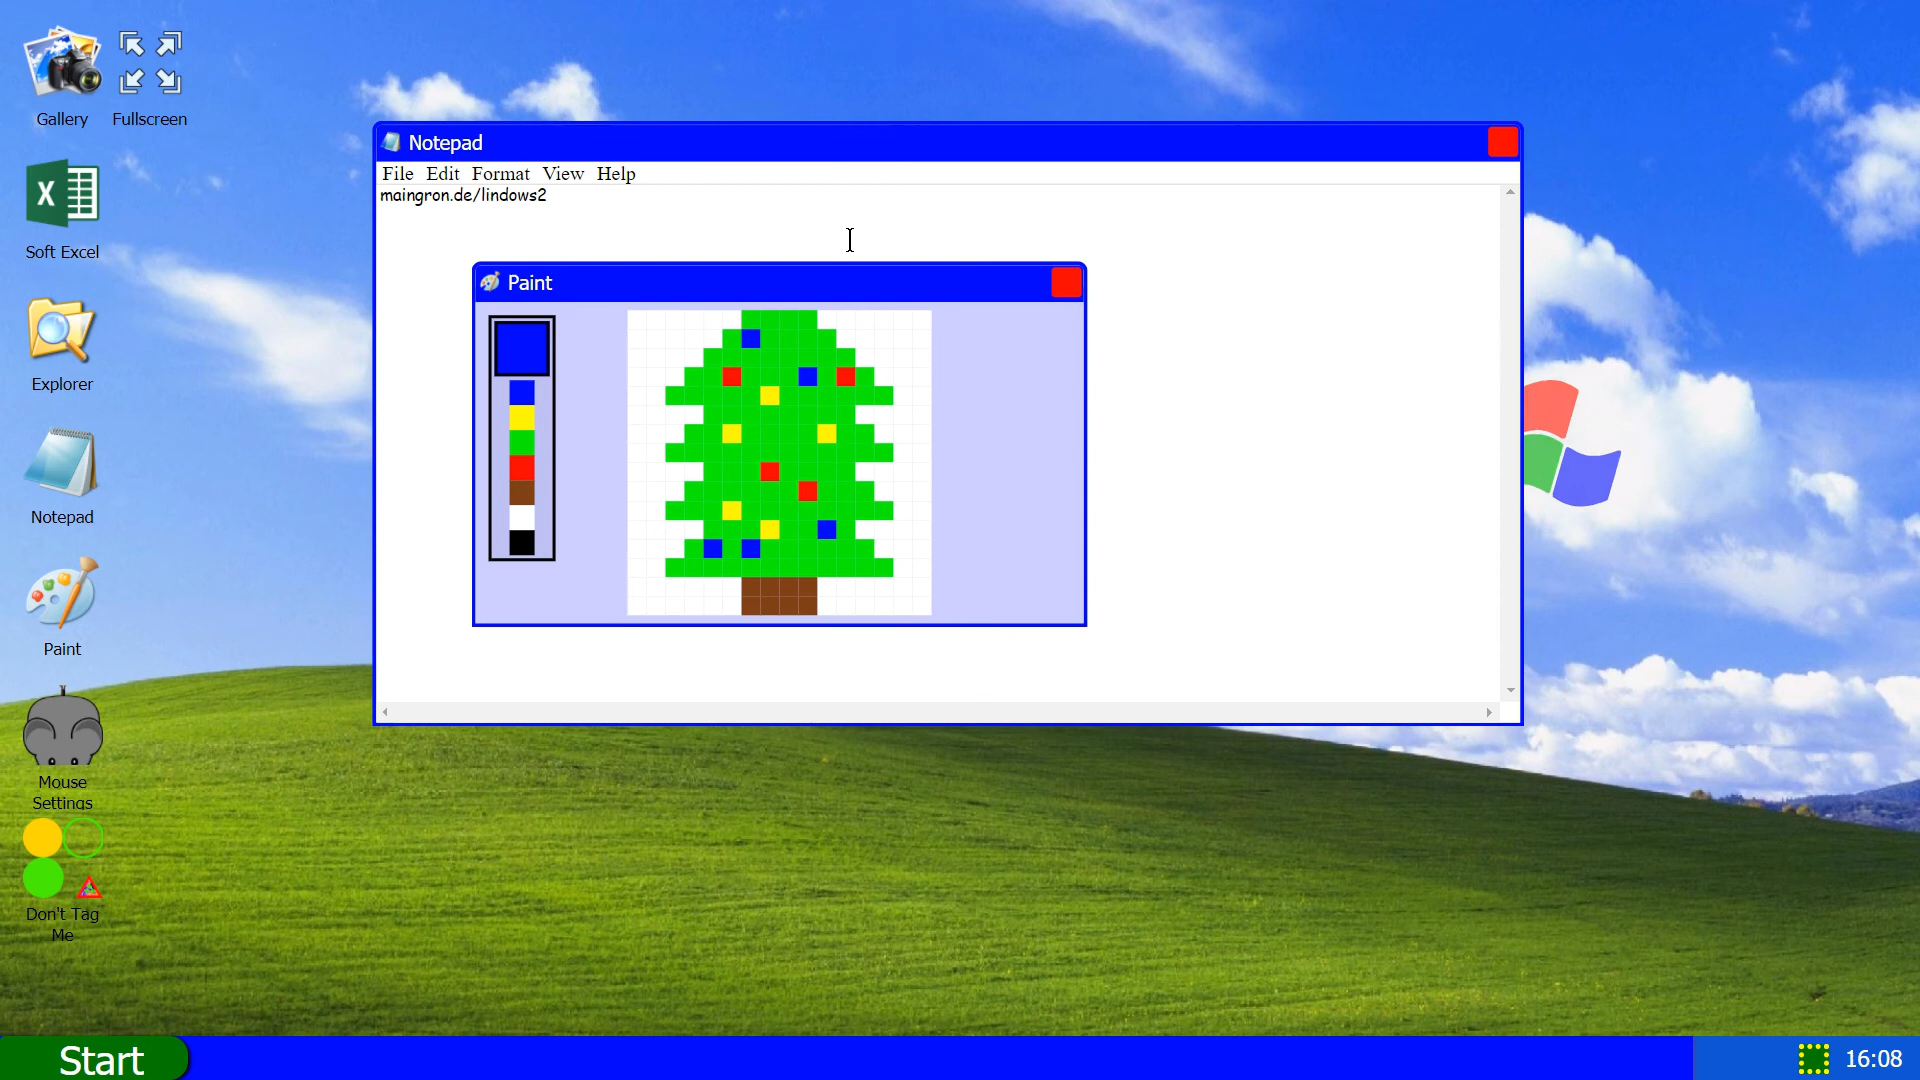 Gallery
Fullscreen
Soft Excel
Explorer
Notepad
Paint
Mouse
Settings
Don't Tag
Me
Notepad
File Edit Format View Help
maingron.de/lindows2
Paint
X
Start
16:08